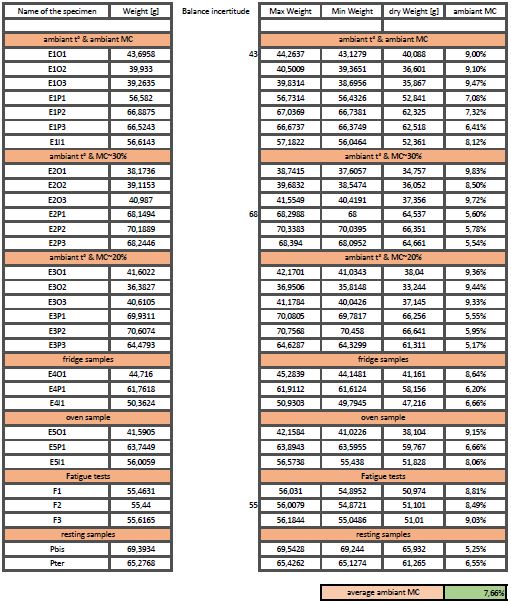 Name of the specimen Weight [g] Balance incertitude Max Weight Min Weight dry Weight [g] ambiant MC
ambiant t° & ambiant MC ambiant t° & ambiant MC
E1O1 43,6958 43 44,2637 43,1279 40,088 9,00%
E1O2 39,933 40,5009 39,3651 36,601 9,10%
E1O3 39,2635 39,8314 38,6956 35,867 9,47%
E1P1 56,582 56,7314 56,4326 52,841 7,08%
E1P2 66,8875 67,0369 66,7381 62,325 7,32%
E1P3 66,5243 66,6737 66,3749 62,518 6,41%
E1I1 56,6143 57,1822 56,0464 52,361 8,12%
ambiant t° & MC~30% ambiant t° & MC~30%
E2O1 38,1736 38,7415 37,6057 34,757 9,83%
E2O2 39,1153 39,6832 38,5474 36,052 8,50%
E2O3 40,987 41,5549 40,4191 37,356 9,72%
E2P1 68,1494 68 68,2988 68 64,537 5,60%
E2P2 70,1889 70,3383 70,0395 66,351 5,78%
E2P3 68,2446 68,394 68,0952 64,661 5,54%
ambiant t° & MC~20% ambiant t° & MC~20%
E3O1 41,6022 42,1701 41,0343 38,04 9,36%
E3O2 36,3827 36,9506 35,8148 33,244 9,44%
E3O3 40,6105 41,1784 40,0426 37,145 9,33%
E3P1 69,9311 70,0805 69,7817 66,256 5,55%
E3P2 70,6074 70,7568 70,458 66,641 5,95%
E3P3 64,4793 64,6287 64,3299 61,311 5,17%
fridge samples fridge samples
E4O1 44,716 45,2839 44,1481 41,161 8,64%
E4P1 61,7618 61,9112 61,6124 58,156 6,20%
E4I1 50,3624 50,9303 49,7945 47,216 6,66%
oven sample oven sample
E5O1 41,5905 42,1584 41,0226 38,104 9,15%
E5P1 63,7449 63,8943 63,5955 59,767 6,66%
E5I1 56,0059 56,5738 55,438 51,828 8,06%
Fatigue tests Fatigue tests
F1 55,4631 56,031 54,8952 50,974 8,81%
F2 55,44 55 56,0079 54,8721 51,101 8,49%
F3 55,6165 56,1844 55,0486 51,01 9,03%
resting samples resting samples
Pbis 69,3934 69,5428 69,244 65,932 5,25%
Pter 65,2768 65,4262 65,1274 61,265 6,55%
average ambiant MC 7,66%